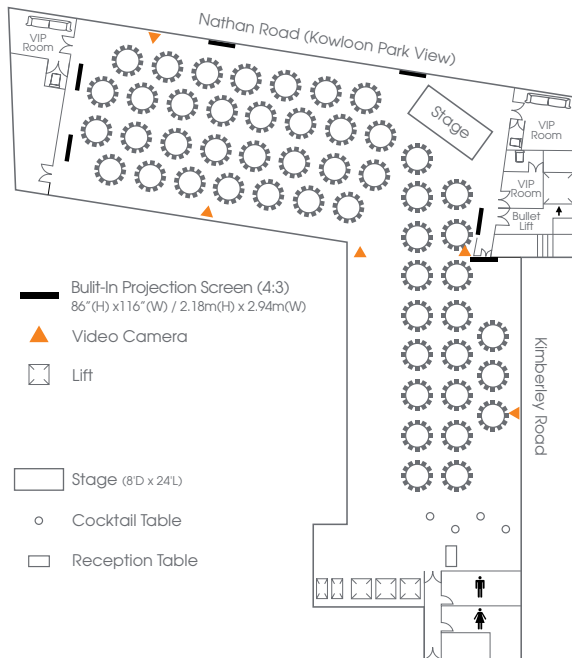 Nathan Road (Kowloon Park View)
VIP
Room
Stage
VIP
Room
VIP
Room
Bullet
Lift
Bulit-In Projection Screen (4:3)
86”(H) x116”(W) / 2.18m(H) x 2.94m(W)
Video Camera
Lift
Kimberley Road
Stage (8'D x 24'L)
Cocktail Table
Reception Table